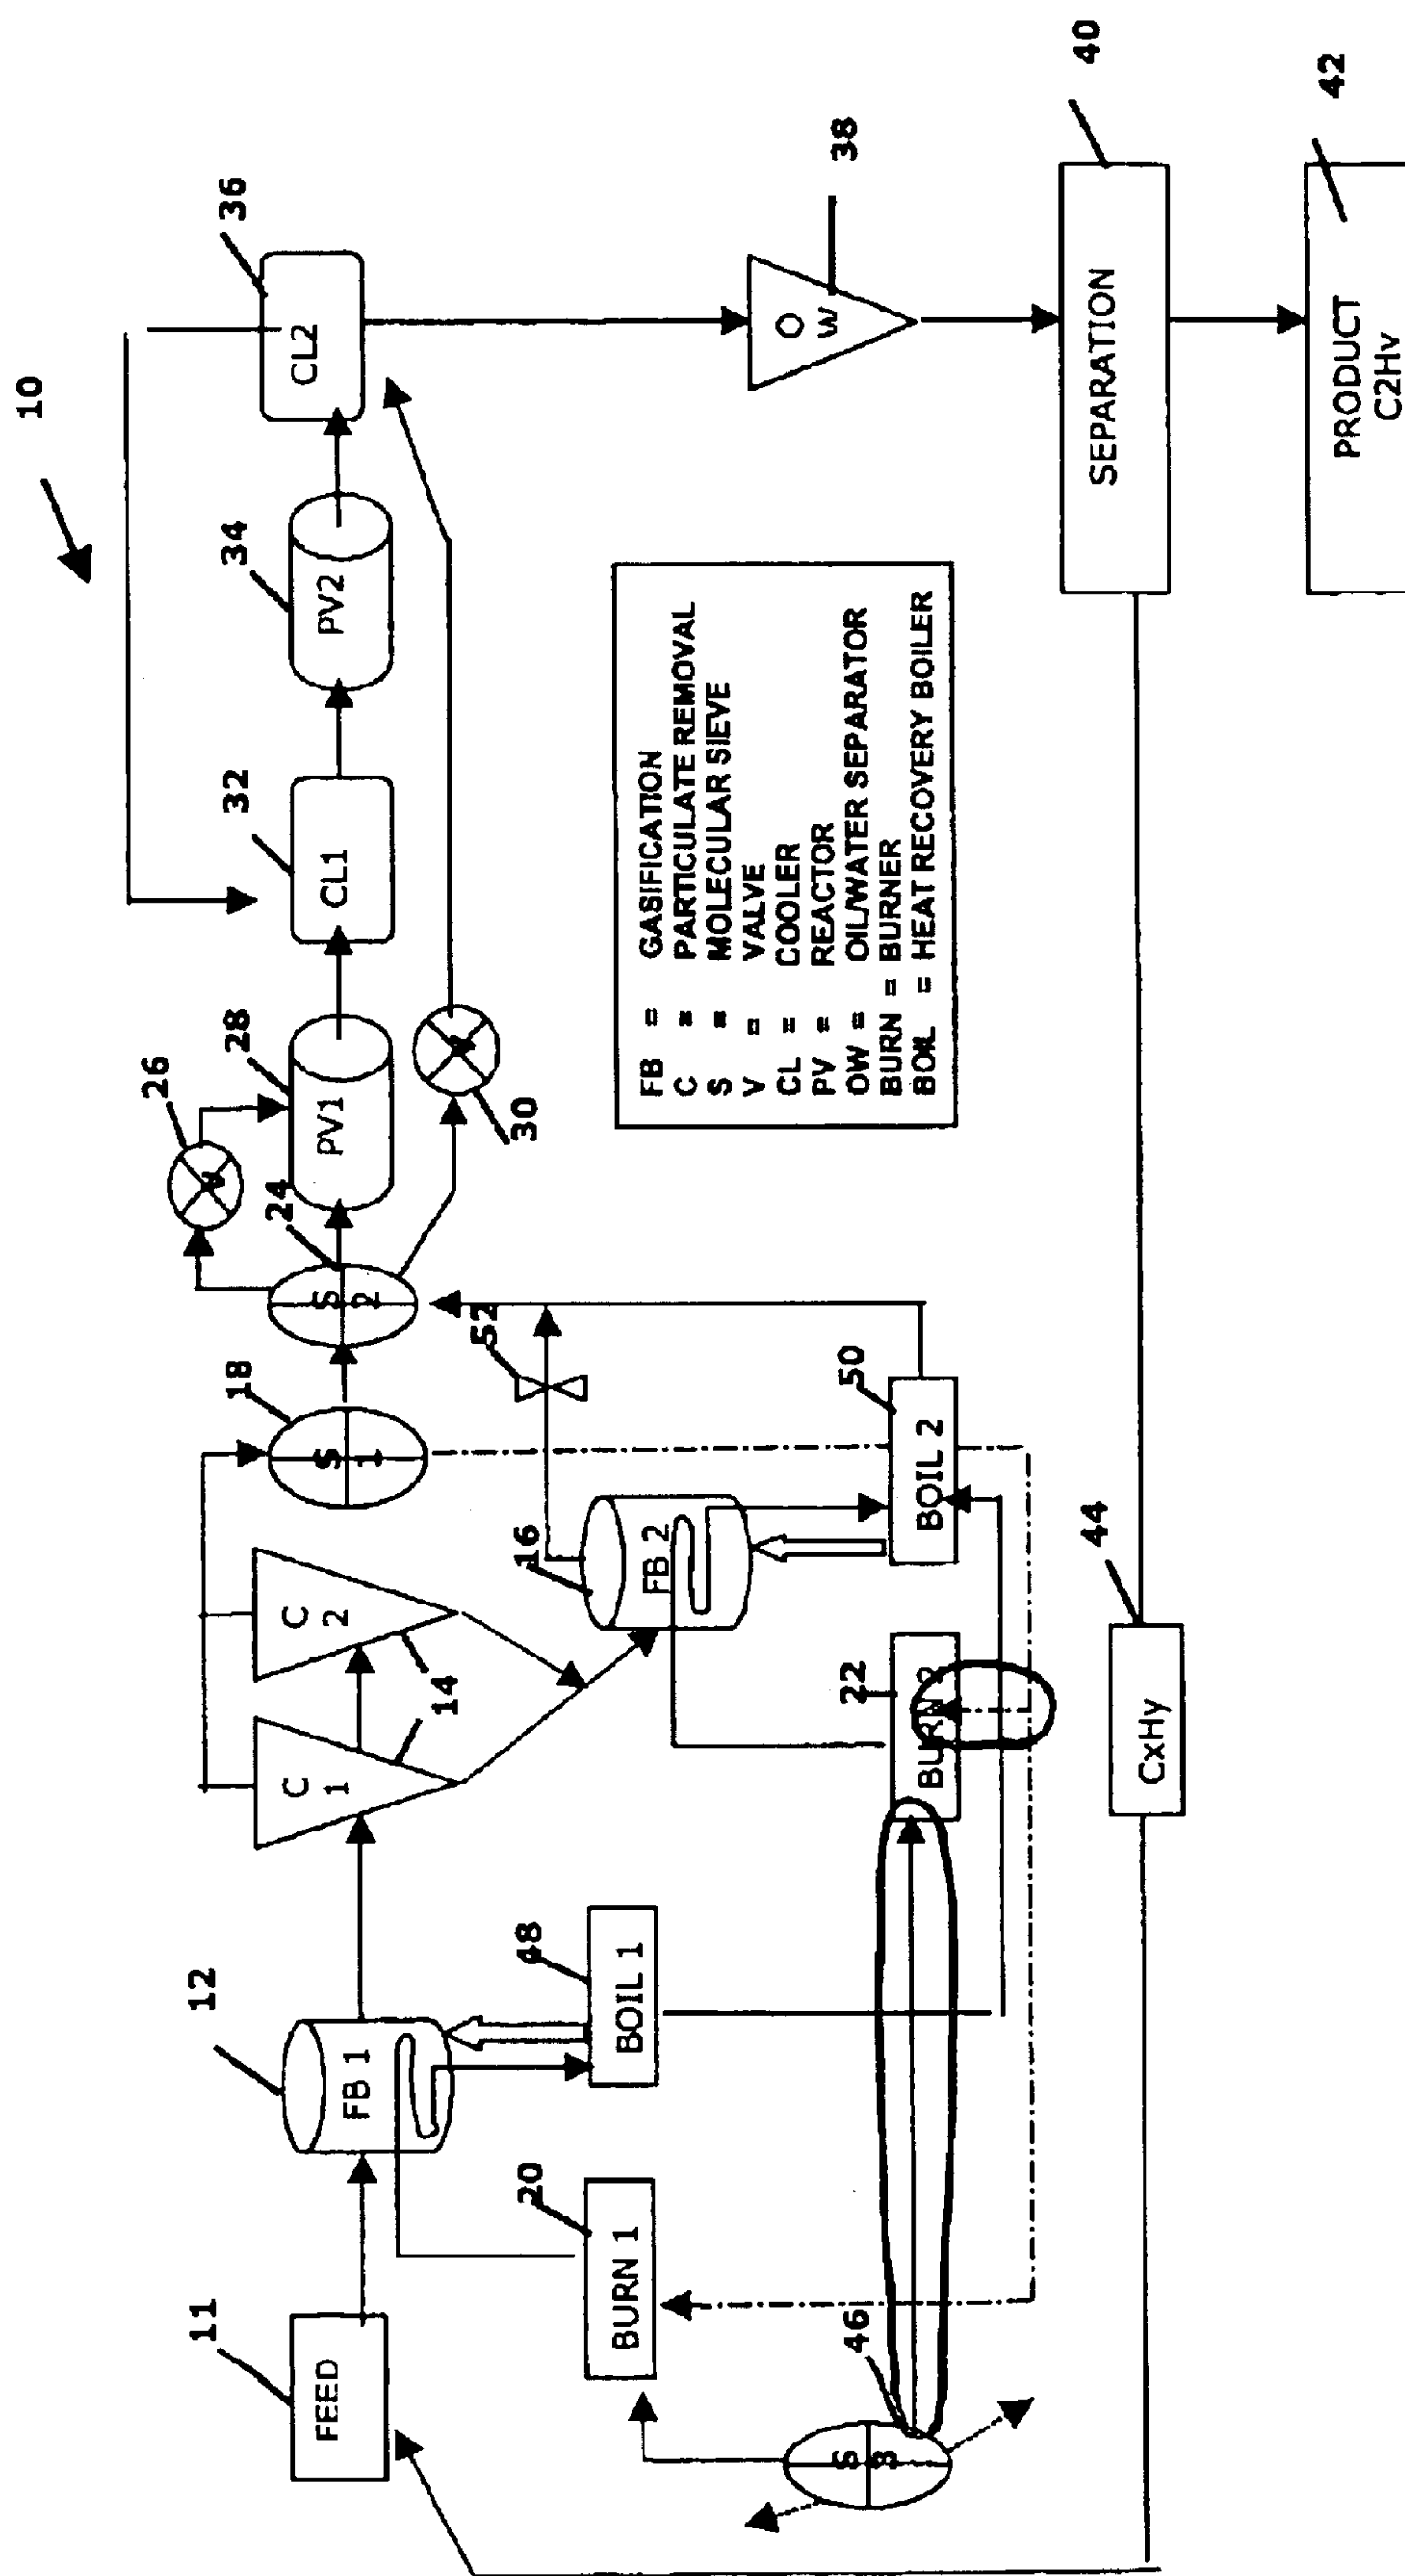 10
11
FEED
12
FB 1
C
1
C
2
14
18
S
1
24
S
2
26
V
28
PV1
32
CL1
34
PV2
36
CL2
V
30
20
BURN 1
48
BOIL 1
16
FB 2
52
22
BURN 2
50
BOIL 2
46
S
3
FB = GASIFICATION
C = PARTICULATE REMOVAL
S = MOLECULAR SIEVE
V = VALVE
CL = COOLER
PV = REACTOR
OW = OIL/WATER SEPARATOR
BURN = BURNER
BOIL = HEAT RECOVERY BOILER
O
W
38
44
CxHy
SEPARATION
40
PRODUCT
C2Hv
42